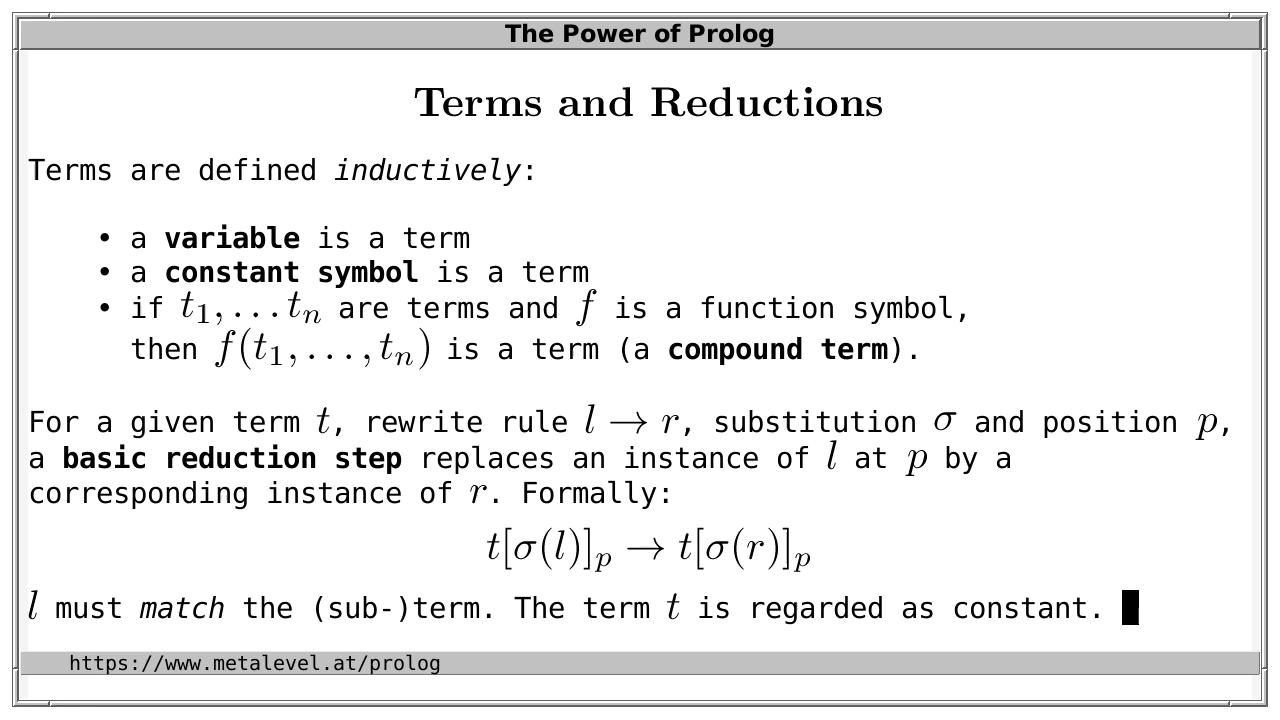 The Power of Prolog
Terms and Reductions
Terms are defined inductively:
• a variable is a term
• a constant symbol is a term
• if t₁, … tₙ are terms and f is a function symbol,
then f(t₁, …, tₙ) is a term (a compound term).
For a given term t, rewrite rule l → r, substitution σ and position p,
a basic reduction step replaces an instance of l at p by a
corresponding instance of r. Formally:
t[σ(l)]ₚ → t[σ(r)]ₚ
l must match the (sub-)term. The term t is regarded as constant.
https://www.metalevel.at/prolog